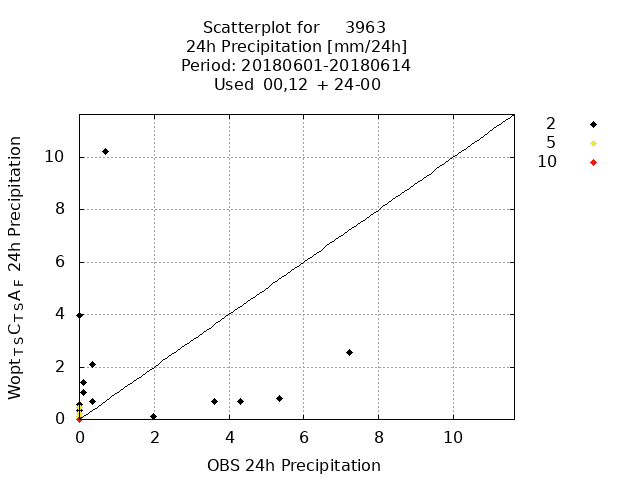 Scatterplot for 3963
24h Precipitation [mm/24h]
Period: 20180601-20180614
Used 00,12 + 24-00
2
5
10
10
8
6
4
2
0
0 2 4 6 8 10
Wopt T S C T S A F 24h Precipitation
OBS 24h Precipitation